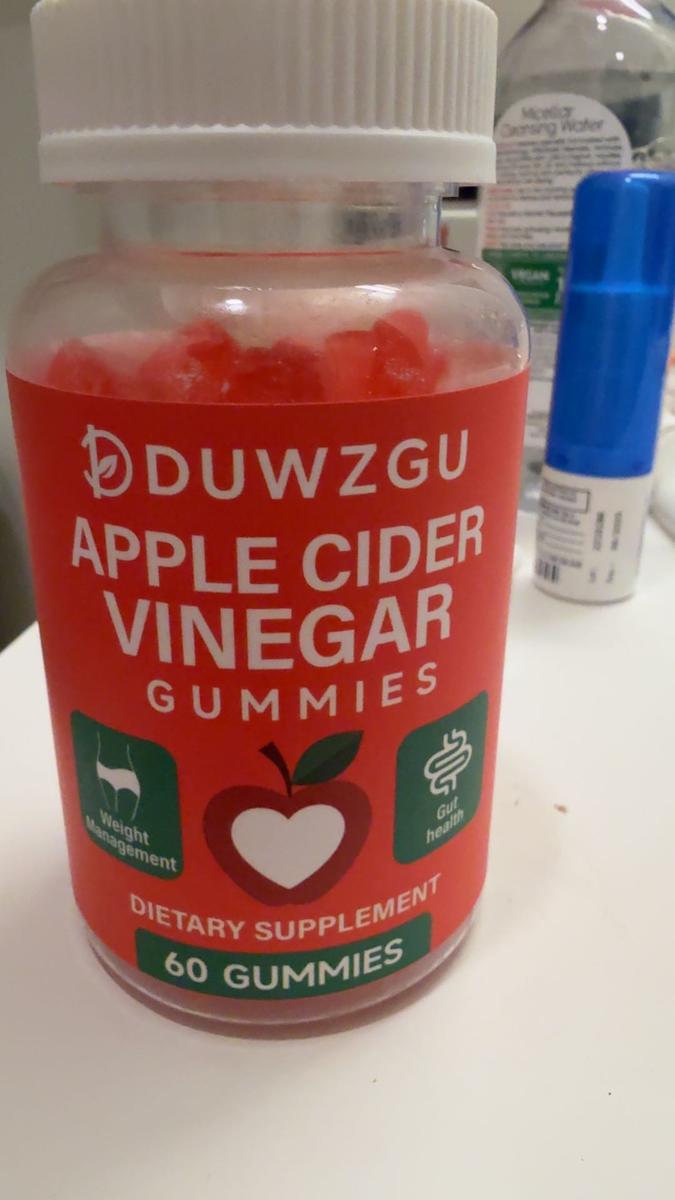 Micellar
Cleansing Water
VEGAN
DUWZGU
APPLE CIDER
VINEGAR
GUMMIES
Weight
Management
Gut
health
DIETARY SUPPLEMENT
60 GUMMIES